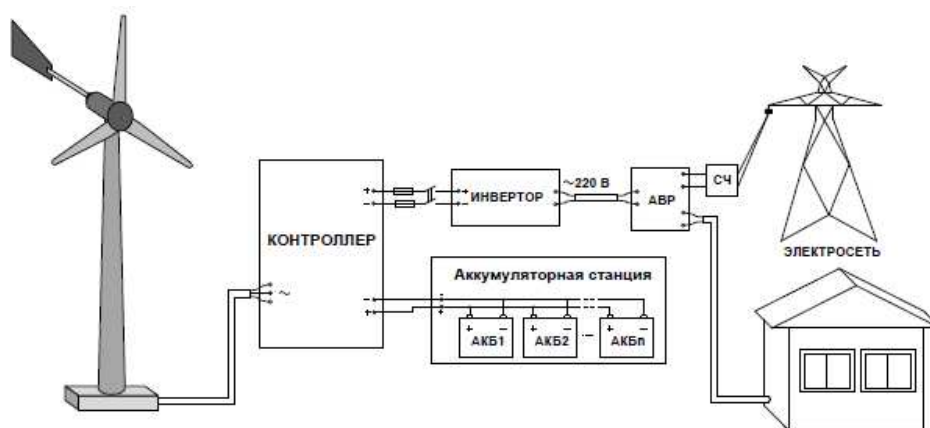 КОНТРОЛЛЕР
+
−
~
−
+
+
−
ИНВЕРТОР
~220 В
АВР
СЧ
ЭЛЕКТРОСЕТЬ
Аккумуляторная станция
−
+
+ −
АКБ1
+ −
АКБ2
...
+ −
АКБn